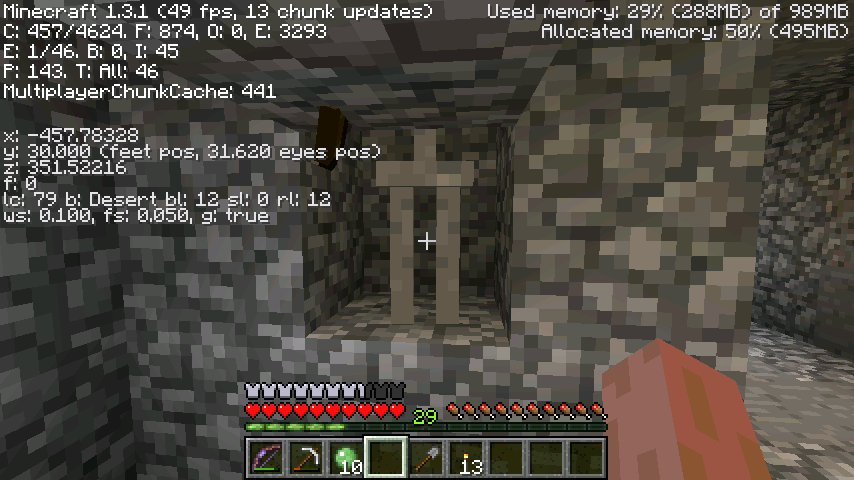 Minecraft 1.3.1 (49 fps, 13 chunk updates)
C: 457/4624. F: 874, O: 0, E: 3293
E: 1/46. B: 0, I: 45
P: 143. T: All: 46
MultiplayerChunkCache: 441
x: -457.78328
y: 30.000 (feet pos, 31.620 eyes pos)
z: 351.52216
f: 0
lc: 79 b: Desert bl: 12 sl: 0 rl: 12
ws: 0.100, fs: 0.050, g: true
Used memory: 29% (288MB) of 989MB
Allocated memory: 50% (495MB)
29
10
13